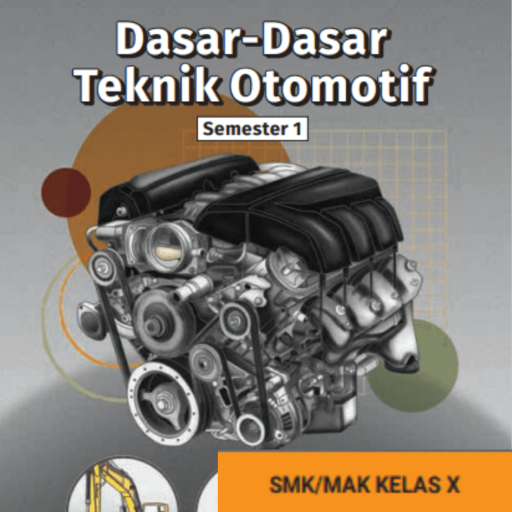 Dasar-Dasar
Teknik Otomotif
Semester 1
SMK/MAK KELAS X